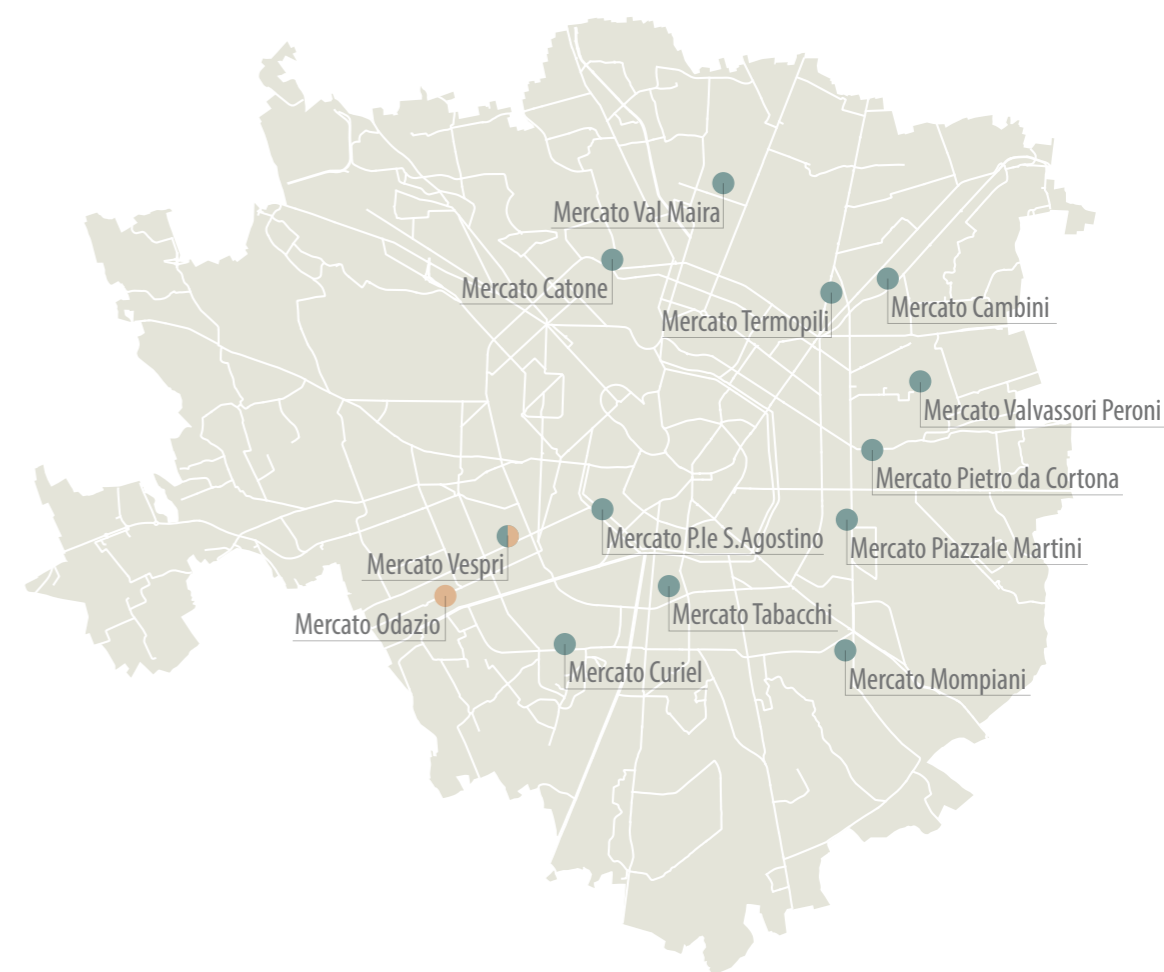 Mercato Val Maira
Mercato Catone
Mercato Cambini
Mercato Termopili
Mercato Valvassori Peroni
Mercato Pietro da Cortona
Mercato P.le S.Agostino
Mercato Piazzale Martini
Mercato Vespri
Mercato Tabacchi
Mercato Odazio
Mercato Curiel
Mercato Mompiani